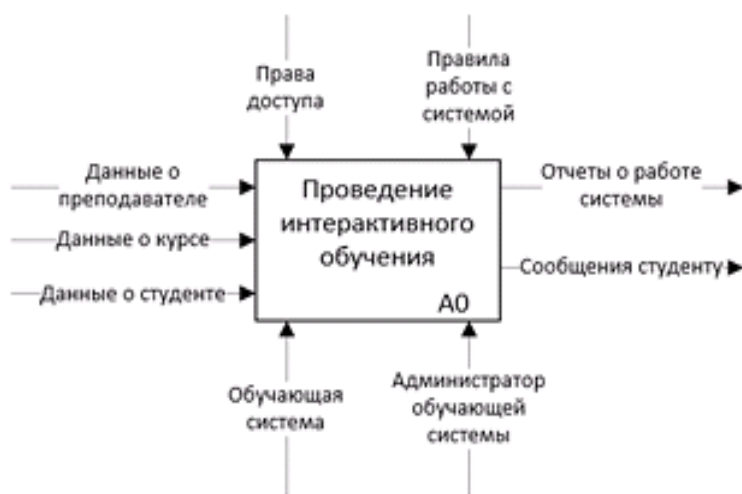 Права
доступа
Правила
работы с
системой
Данные о
преподавателе
Данные о курсе
Данные о студенте
Проведение
интерактивного
обучения
A0
Отчеты о работе
системы
Сообщения студенту
Обучающая
система
Администратор
обучающей
системы